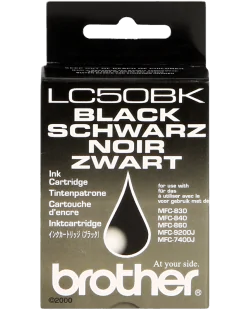 LC50BK
BLACK
SCHWARZ
NOIR
ZWART
Ink
Cartridge
Tintenpatrone
Cartouche
d'encre
Inktcartridge
インクカートリッジ(ブラック)
for use with
für das
à utiliser avec le
voor gebruik met de
MFC-830
MFC-840
MFC-860
MFC-9200J
MFC-7400J
At your side.
brother
©2000